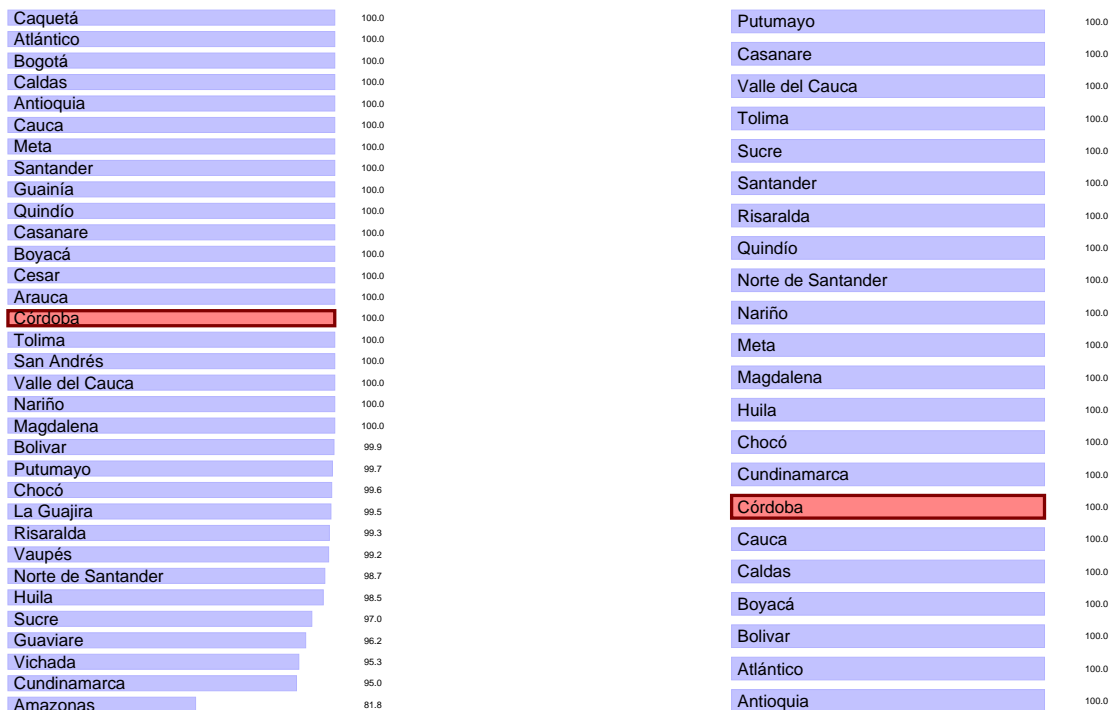 Caquetá 100.0
Atlántico 100.0
Bogotá 100.0
Caldas 100.0
Antioquia 100.0
Cauca 100.0
Meta 100.0
Santander 100.0
Guainía 100.0
Quindío 100.0
Casanare 100.0
Boyacá 100.0
Cesar 100.0
Arauca 100.0
Córdoba 100.0
Tolima 100.0
San Andrés 100.0
Valle del Cauca 100.0
Nariño 100.0
Magdalena 100.0
Bolivar 99.9
Putumayo 99.7
Chocó 99.6
La Guajira 99.5
Risaralda 99.3
Vaupés 99.2
Norte de Santander 98.7
Huila 98.5
Sucre 97.0
Guaviare 96.2
Vichada 95.3
Cundinamarca 95.0
Amazonas 81.8
Putumayo 100.0
Casanare 100.0
Valle del Cauca 100.0
Tolima 100.0
Sucre 100.0
Santander 100.0
Risaralda 100.0
Quindío 100.0
Norte de Santander 100.0
Nariño 100.0
Meta 100.0
Magdalena 100.0
Huila 100.0
Chocó 100.0
Cundinamarca 100.0
Córdoba 100.0
Cauca 100.0
Caldas 100.0
Boyacá 100.0
Bolivar 100.0
Atlántico 100.0
Antioquia 100.0